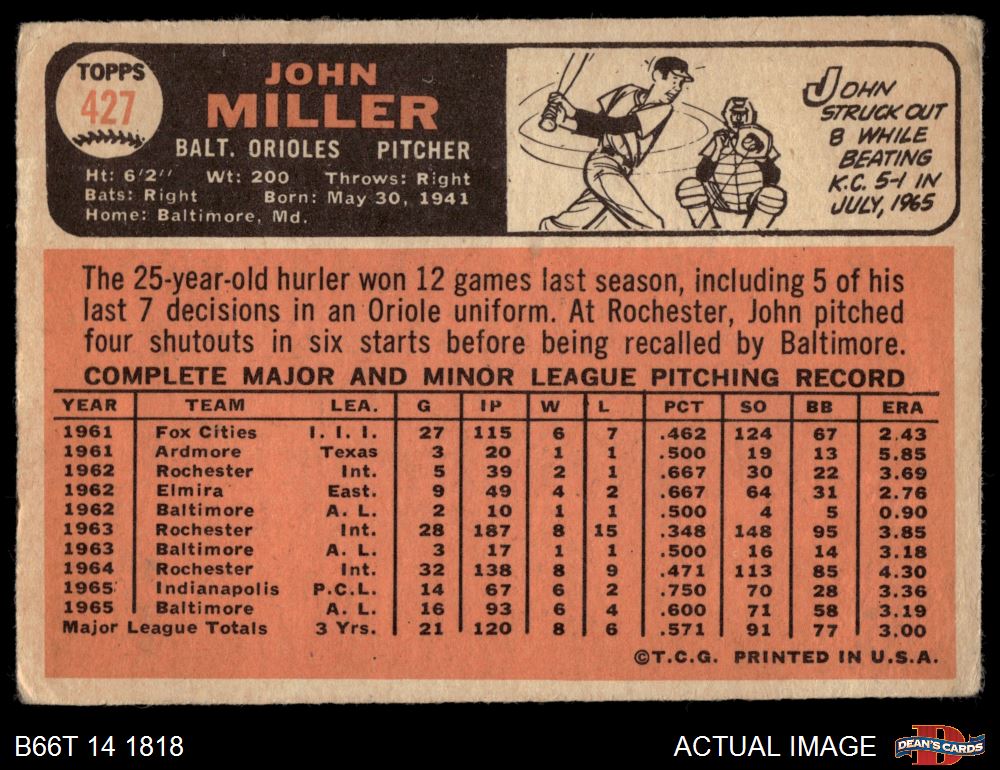 TOPPS
427
JOHN
MILLER
BALT. ORIOLES PITCHER
Ht: 6'2" Wt: 200 Throws: Right
Bats: Right Born: May 30, 1941
Home: Baltimore, Md.
JOHN
STRUCK OUT
8 WHILE
BEATING
K.C. 5-1 IN
JULY, 1965
The 25-year-old hurler won 12 games last season, including 5 of his
last 7 decisions in an Oriole uniform. At Rochester, John pitched
four shutouts in six starts before being recalled by Baltimore.
COMPLETE MAJOR AND MINOR LEAGUE PITCHING RECORD
YEAR TEAM LEA. G IP W L PCT SO BB ERA
1961 Fox Cities I. I. I. 27 115 6 7 .462 124 67 2.43
1961 Ardmore Texas 3 20 1 1 .500 19 13 5.85
1962 Rochester Int. 5 39 2 1 .667 30 22 3.69
1962 Elmira East. 9 49 4 2 .667 64 31 2.76
1962 Baltimore A. L. 2 10 1 1 .500 4 5 0.90
1963 Rochester Int. 28 187 8 15 .348 148 95 3.85
1963 Baltimore A. L. 3 17 1 1 .500 16 14 3.18
1964 Rochester Int. 32 138 8 9 .471 113 85 4.30
1965 Indianapolis P.C.L. 14 67 6 2 .750 70 28 3.36
1965 Baltimore A. L. 16 93 6 4 .600 71 58 3.19
Major League Totals 3 Yrs. 21 120 8 6 .571 91 77 3.00
©T.C.G. PRINTED IN U.S.A.
B66T 14 1818
ACTUAL IMAGE
D
DEAN'S CARDS